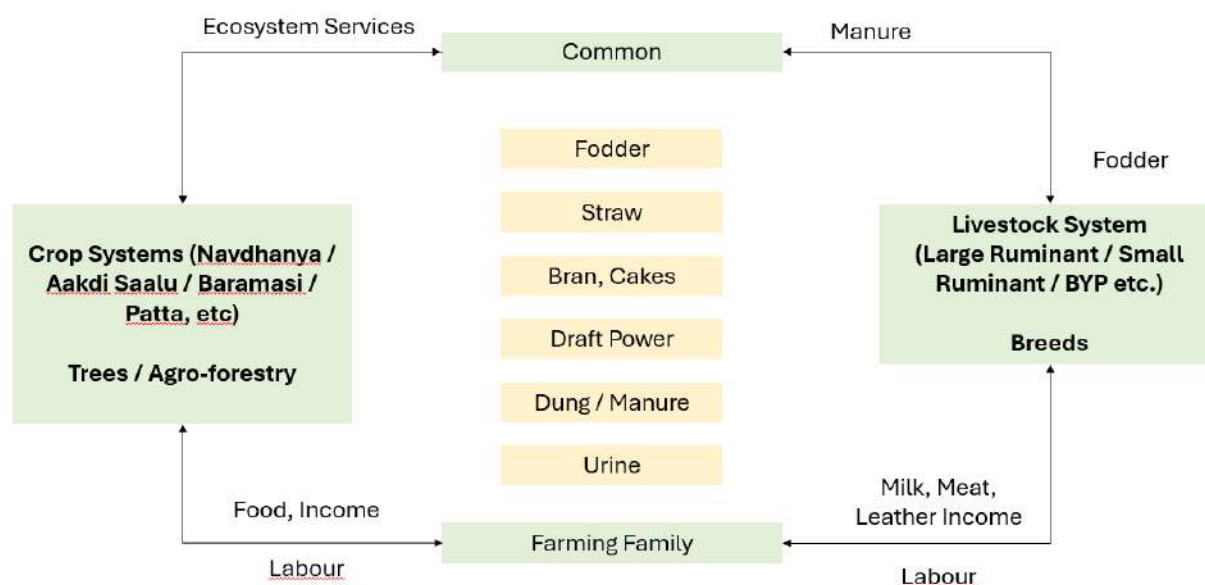 Ecosystem Services
Common
Manure
Fodder
Fodder
Straw
Bran, Cakes
Draft Power
Dung / Manure
Urine
Crop Systems (Navdhanya /
Aakdi Saalu / Baramasi /
Patta, etc)
Trees / Agro-forestry
Livestock System
(Large Ruminant / Small
Ruminant / BYP etc.)
Breeds
Food, Income
Labour
Farming Family
Milk, Meat,
Leather Income
Labour